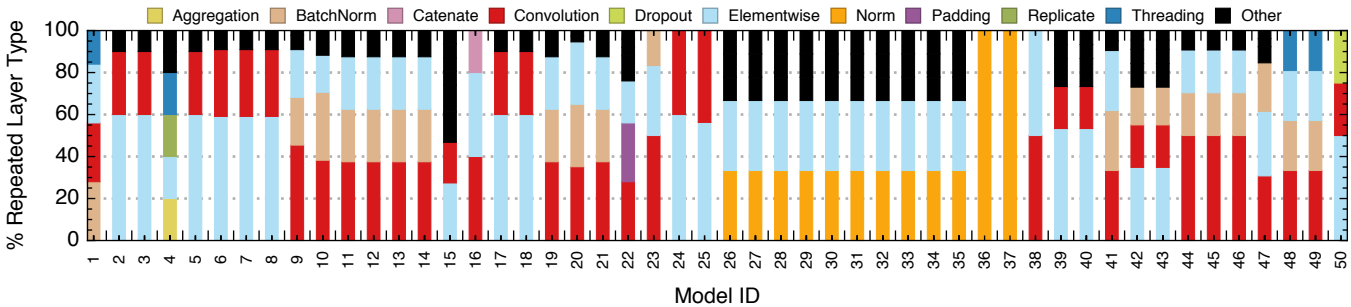 Aggregation BatchNorm Catenate Convolution Dropout Elementwise Norm Padding Replicate Threading Other
% Repeated Layer Type
100
80
60
40
20
0
1 2 3 4 5 6 7 8 9 10 11 12 13 14 15 16 17 18 19 20 21 22 23 24 25 26 27 28 29 30 31 32 33 34 35 36 37 38 39 40 41 42 43 44 45 46 47 48 49 50
Model ID